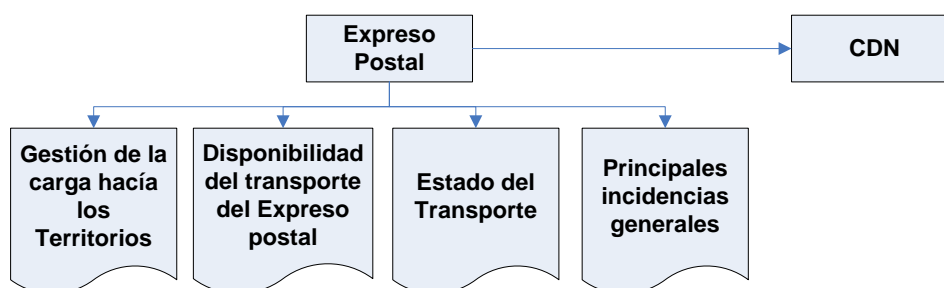 Expreso
Postal
CDN
Gestión de la
carga hacía
los
Territorios
Disponibilidad
del transporte
del Expreso
postal
Estado del
Transporte
Principales
incidencias
generales